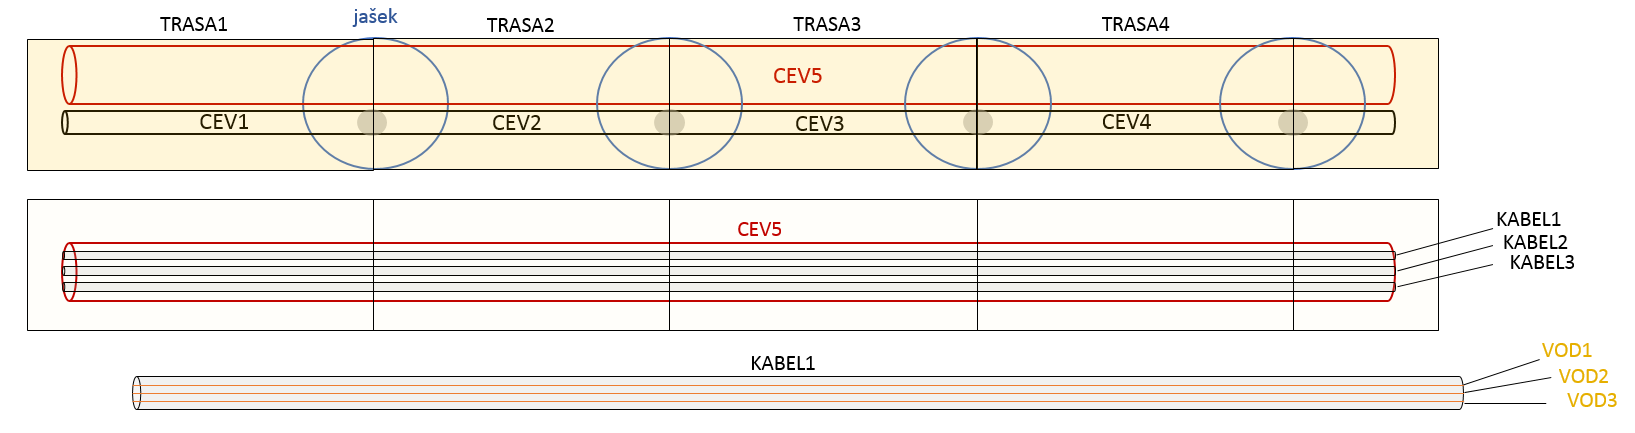 TRASA1
jašek
TRASA2
TRASA3
TRASA4
CEV5
CEV1
CEV2
CEV3
CEV4
CEV5
KABEL1
KABEL2
KABEL3
KABEL1
VOD1
VOD2
VOD3